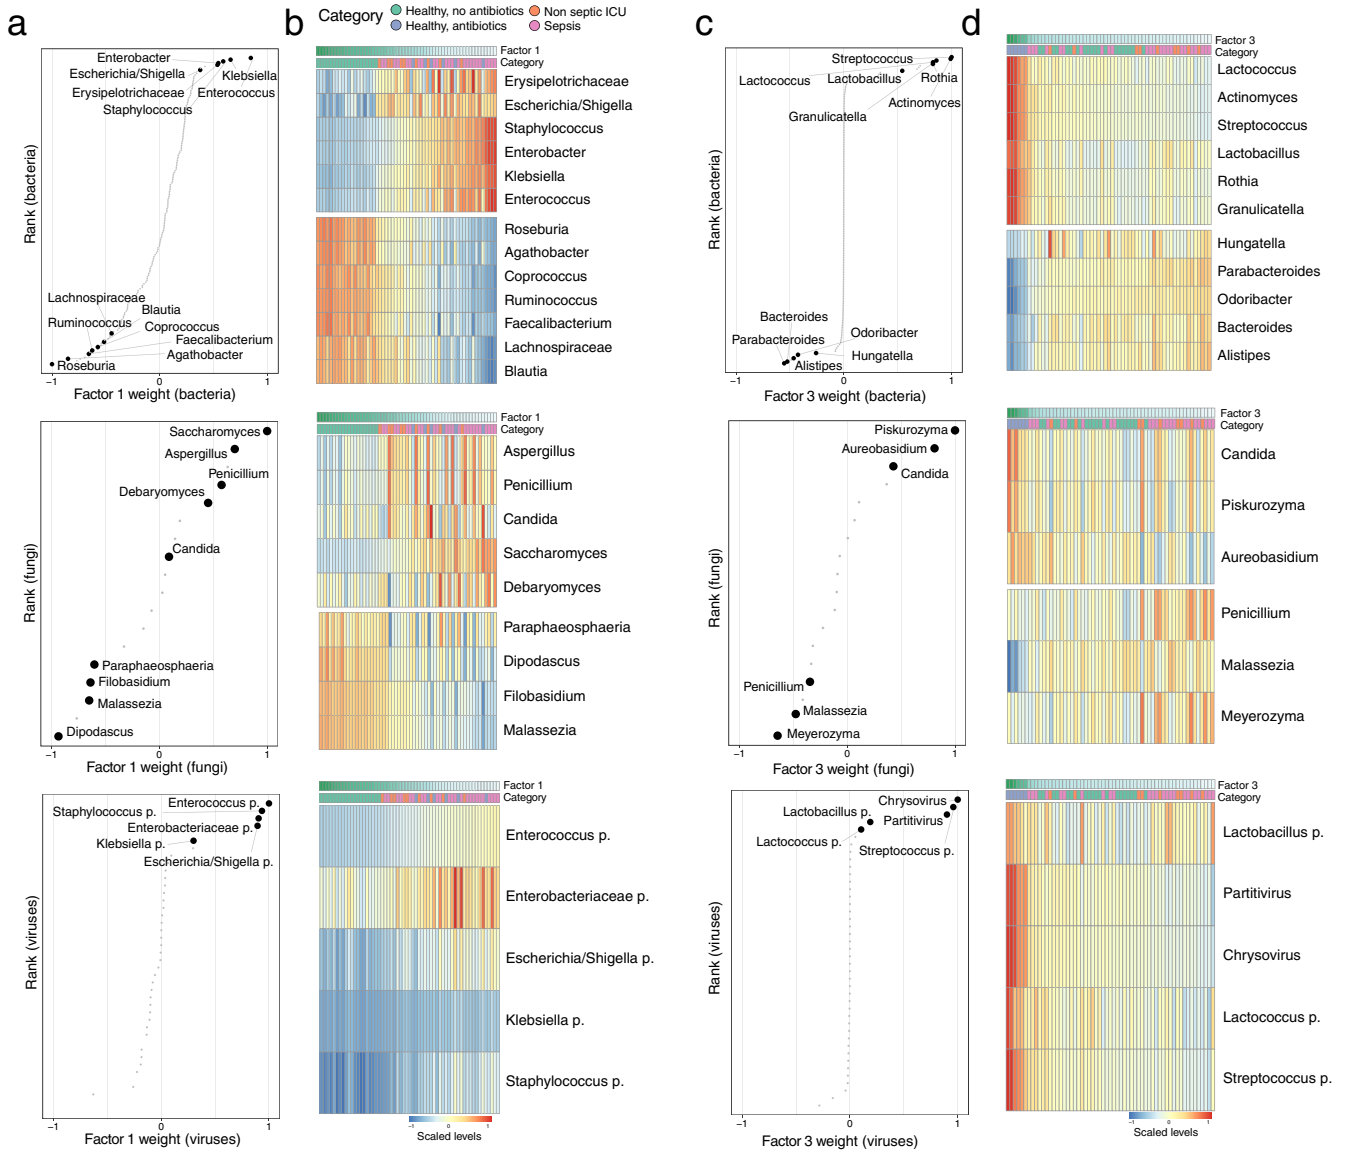 a
b
c
d
Category
Healthy, no antibiotics
Non septic ICU
Healthy, antibiotics
Sepsis
Enterobacter
Escherichia/Shigella
Klebsiella
Erysipelotrichaceae
Enterococcus
Staphylococcus
Rank (bacteria)
Lachnospiraceae
Blautia
Ruminococcus
Coprococcus
Faecalibacterium
Agathobacter
Roseburia
−1
0
1
Factor 1 weight (bacteria)
Factor 1
Category
Erysipelotrichaceae
Escherichia/Shigella
Staphylococcus
Enterobacter
Klebsiella
Enterococcus
Roseburia
Agathobacter
Coprococcus
Ruminococcus
Faecalibacterium
Lachnospiraceae
Blautia
Streptococcus
Lactococcus
Lactobacillus
Rothia
Actinomyces
Granulicatella
Rank (bacteria)
Bacteroides
Parabacteroides
Odoribacter
Hungatella
Alistipes
−1
0
1
Factor 3 weight (bacteria)
Factor 3
Category
Lactococcus
Actinomyces
Streptococcus
Lactobacillus
Rothia
Granulicatella
Hungatella
Parabacteroides
Odoribacter
Bacteroides
Alistipes
Saccharomyces
Aspergillus
Penicillium
Debaryomyces
Candida
Rank (fungi)
Paraphaeosphaeria
Filobasidium
Malassezia
Dipodascus
−1
0
1
Factor 1 weight (fungi)
Factor 1
Category
Aspergillus
Penicillium
Candida
Saccharomyces
Debaryomyces
Paraphaeosphaeria
Dipodascus
Filobasidium
Malassezia
Piskurozyma
Aureobasidium
Candida
Rank (fungi)
Penicillium
Malassezia
Meyerozyma
−1
0
1
Factor 3 weight (fungi)
Factor 3
Category
Candida
Piskurozyma
Aureobasidium
Penicillium
Malassezia
Meyerozyma
Enterococcus p.
Staphylococcus p.
Enterobacteriaceae p.
Klebsiella p.
Escherichia/Shigella p.
Rank (viruses)
−1
0
1
Factor 1 weight (viruses)
Factor 1
Category
Enterococcus p.
Enterobacteriaceae p.
Escherichia/Shigella p.
Klebsiella p.
Staphylococcus p.
−1
0
1
Scaled levels
Chrysovirus
Lactobacillus p.
Partitivirus
Lactococcus p.
Streptococcus p.
Rank (viruses)
−1
0
1
Factor 3 weight (viruses)
Factor 3
Category
Lactobacillus p.
Partitivirus
Chrysovirus
Lactococcus p.
Streptococcus p.
−1
0
1
Scaled levels